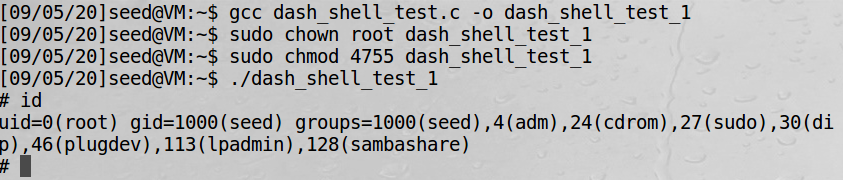 [09/05/20]seed@VM:~$ gcc dash_shell_test.c -o dash_shell_test_1
[09/05/20]seed@VM:~$ sudo chown root dash_shell_test_1
[09/05/20]seed@VM:~$ sudo chmod 4755 dash_shell_test_1
[09/05/20]seed@VM:~$ ./dash_shell_test_1
# id
uid=0(root) gid=1000(seed) groups=1000(seed),4(adm),24(cdrom),27(sudo),30(di
p),46(plugdev),113(lpadmin),128(sambashare)
#